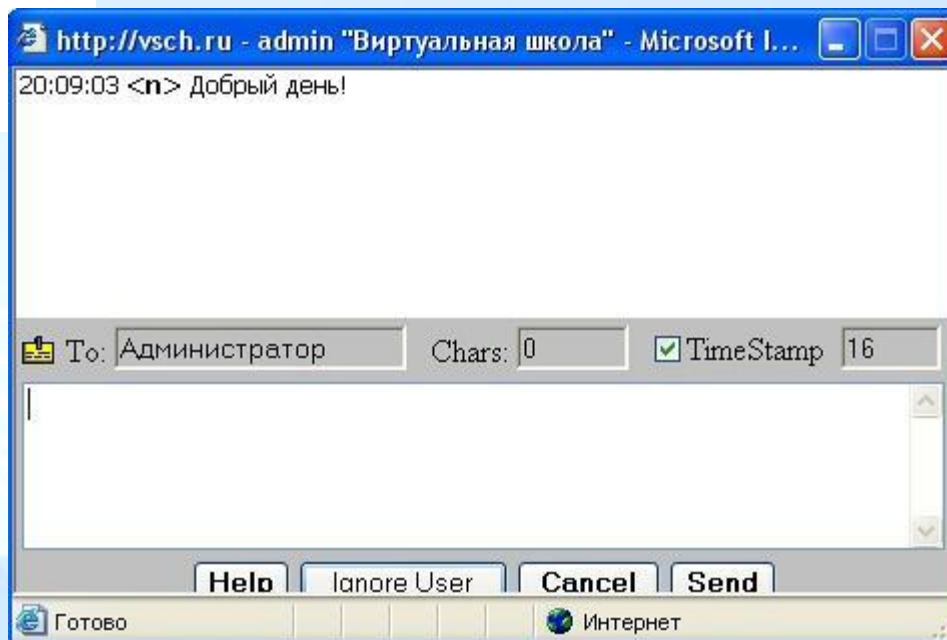 http://vsch.ru - admin "Виртуальная школа" - Microsoft I...
20:09:03 <n> Добрый день!
To: Администратор Chars: 0 TimeStamp 16
Help Ignore User Cancel Send
Готово Интернет